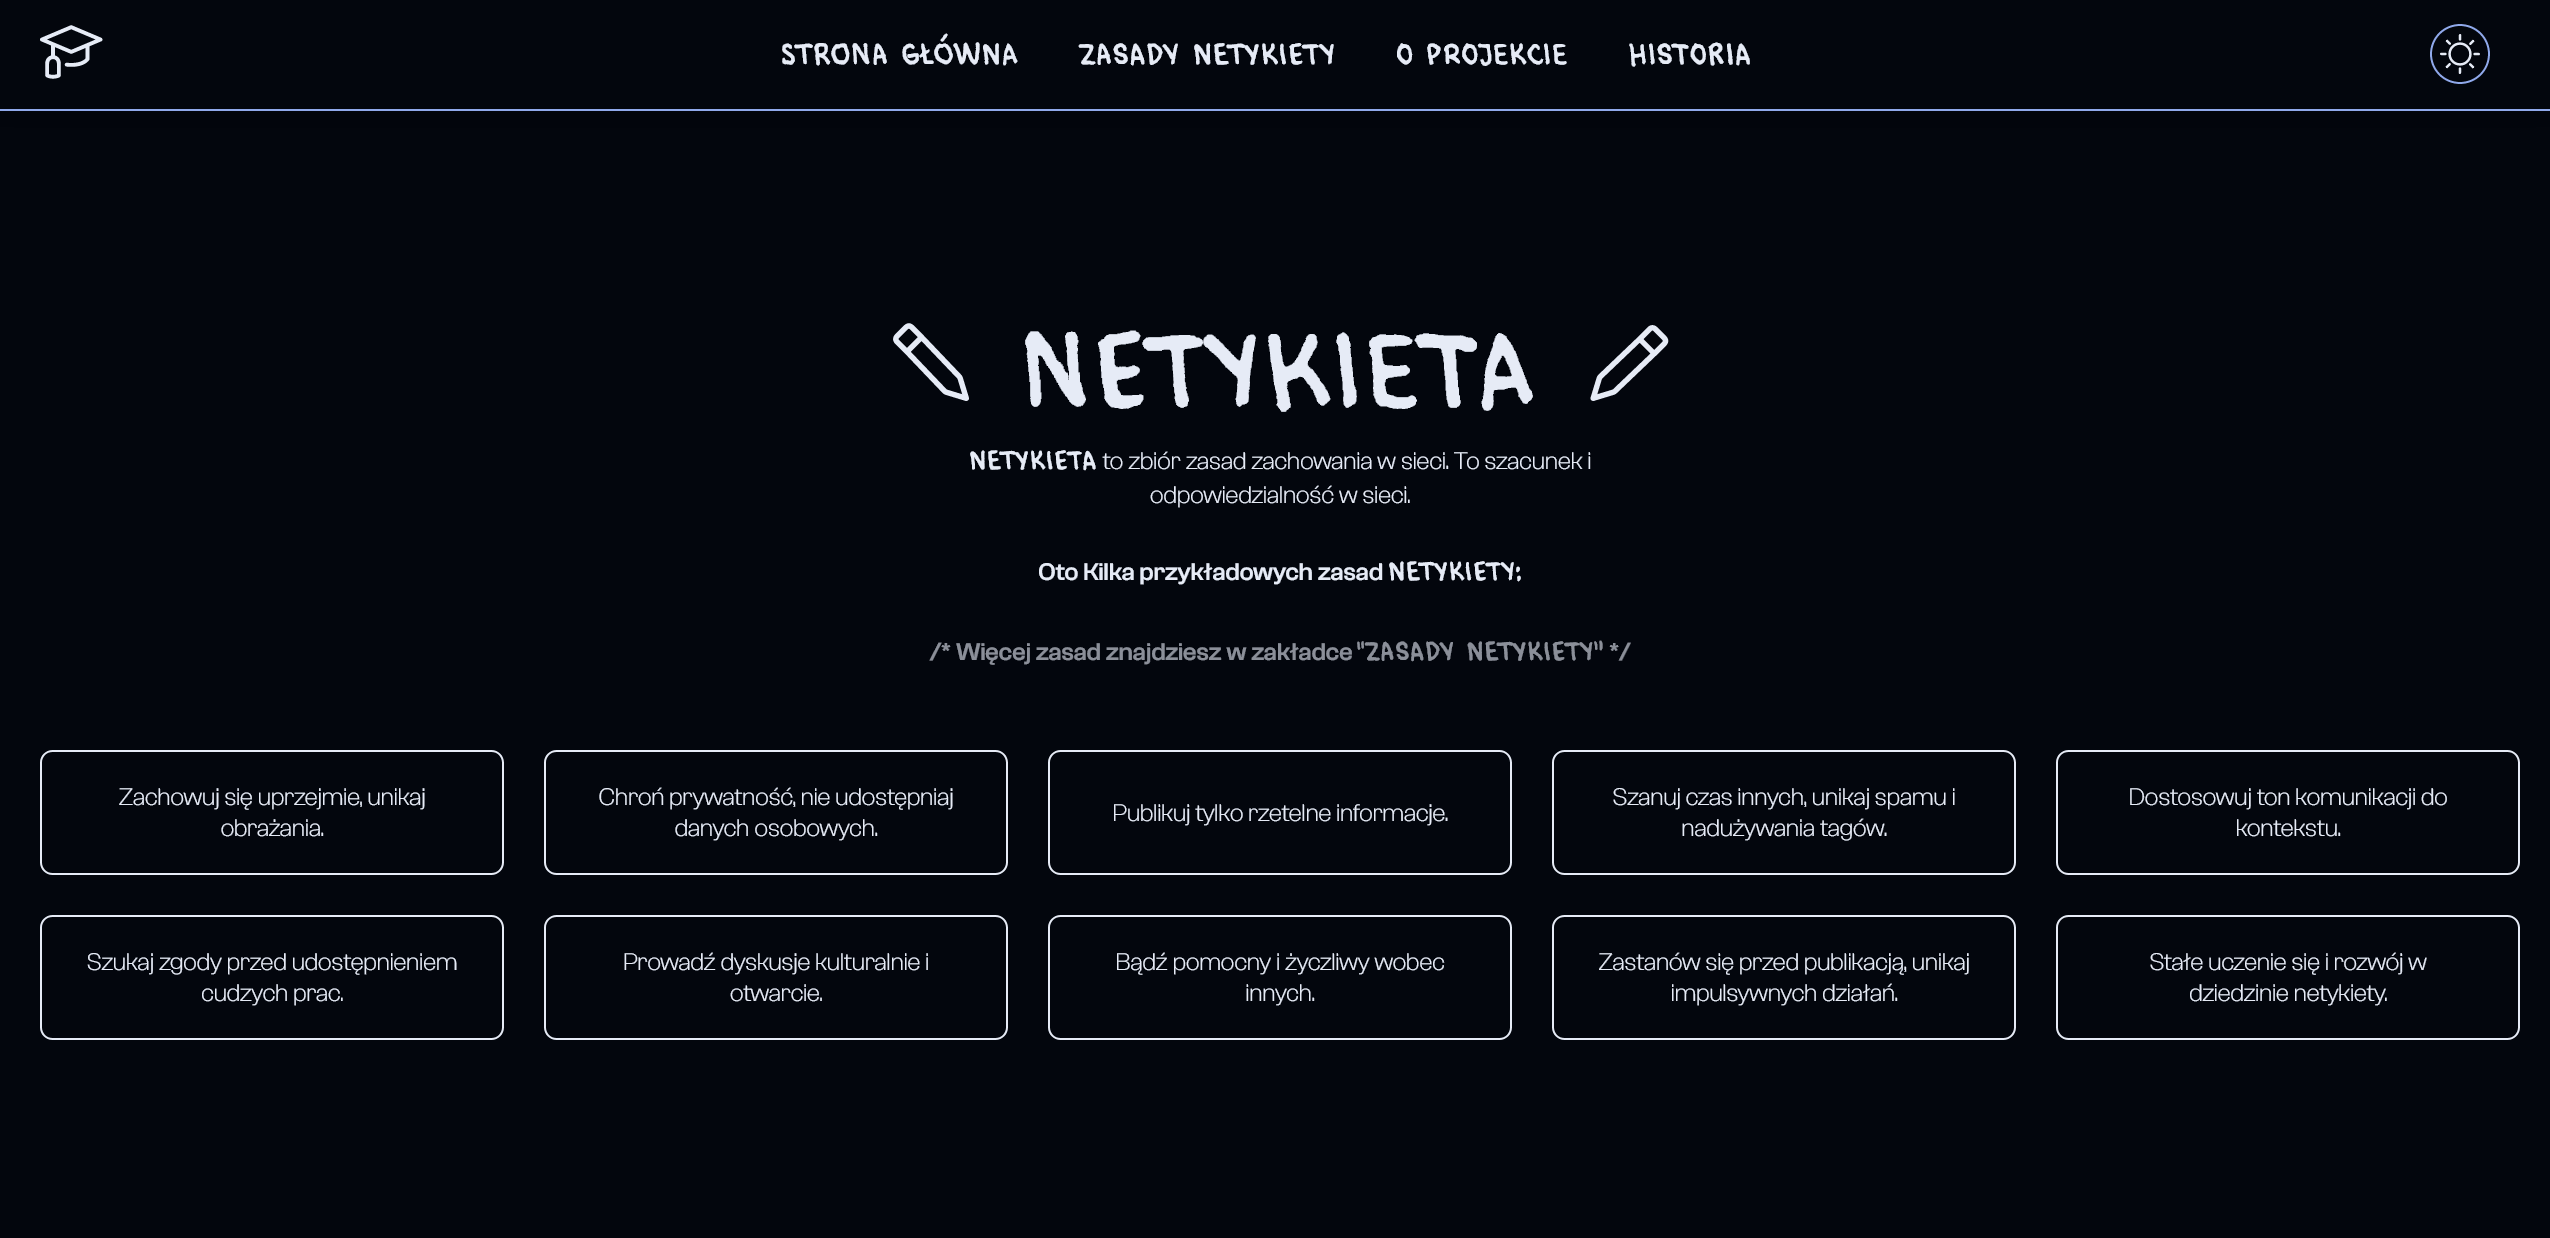 STRONA GŁÓWNA
ZASADY NETYKIETY
O PROJEKCIE
HISTORIA
NETYKIETA
NETYKIETA to zbiór zasad zachowania w sieci. To szacunek i
odpowiedzialność w sieci.
Oto Kilka przykładowych zasad NETYKIETY:
/* Więcej zasad znajdziesz w zakładce "ZASADY NETYKIETY" */
Zachowuj się uprzejmie, unikaj
obrażania.
Chroń prywatność, nie udostępniaj
danych osobowych.
Publikuj tylko rzetelne informacje.
Szanuj czas innych, unikaj spamu i
nadużywania tagów.
Dostosowuj ton komunikacji do
kontekstu.
Szukaj zgody przed udostępnieniem
cudzych prac.
Prowadź dyskusje kulturalnie i
otwarcie.
Bądź pomocny i życzliwy wobec
innych.
Zastanów się przed publikacją, unikaj
impulsywnych działań.
Stałe uczenie się i rozwój w
dziedzinie netykiety.